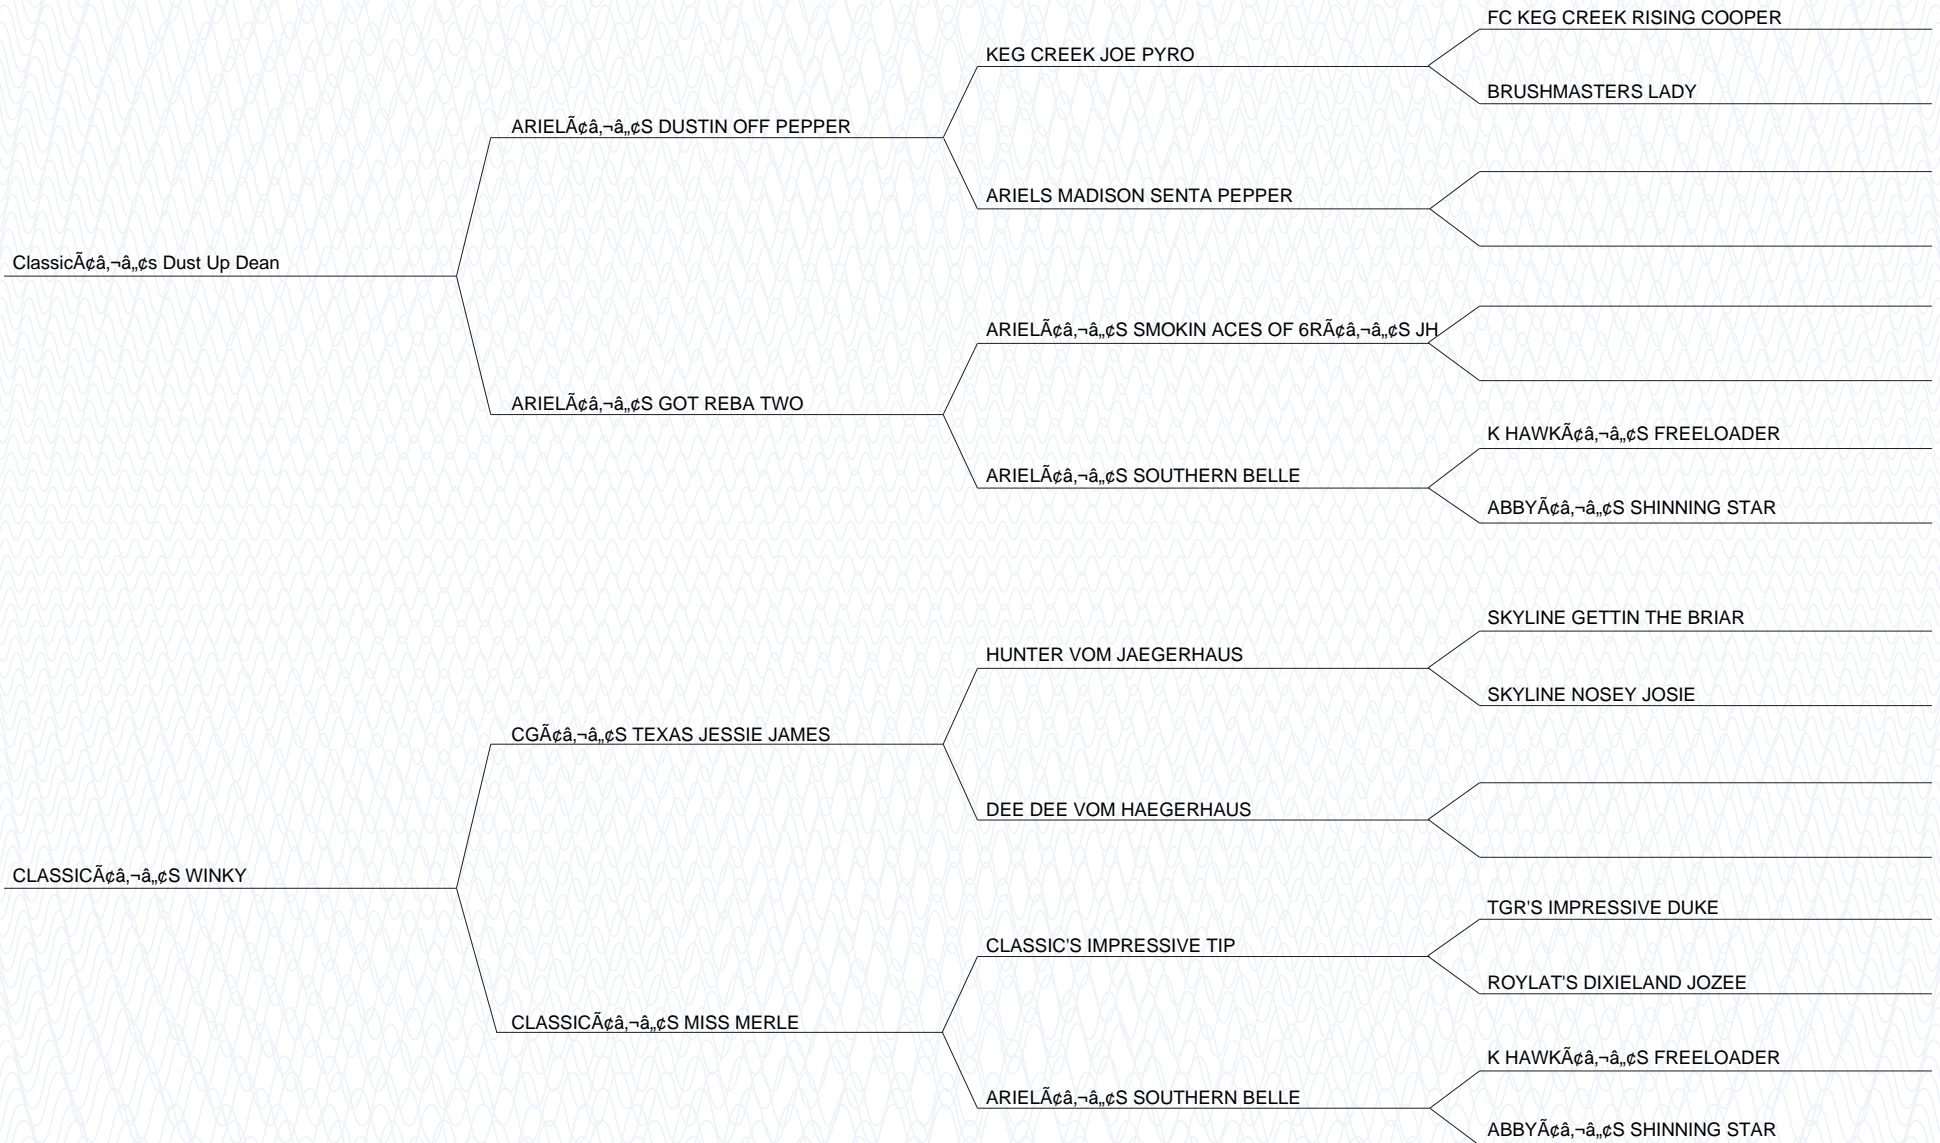 FC KEG CREEK RISING COOPER
KEG CREEK JOE PYRO
BRUSHMASTERS LADY
ARIELÃ¢â‚¬â„¢S DUSTIN OFF PEPPER
ARIELS MADISON SENTA PEPPER
ClassicÃ¢â‚¬â„¢s Dust Up Dean
ARIELÃ¢â‚¬â„¢S SMOKIN ACES OF 6RÃ¢â‚¬â„¢S JH
ARIELÃ¢â‚¬â„¢S GOT REBA TWO
K HAWKÃ¢â‚¬â„¢S FREELOADER
ARIELÃ¢â‚¬â„¢S SOUTHERN BELLE
ABBYÃ¢â‚¬â„¢S SHINNING STAR
SKYLINE GETTIN THE BRIAR
HUNTER VOM JAEGERHAUS
SKYLINE NOSEY JOSIE
CGÃ¢â‚¬â„¢S TEXAS JESSIE JAMES
DEE DEE VOM HAEGERHAUS
CLASSICÃ¢â‚¬â„¢S WINKY
TGR'S IMPRESSIVE DUKE
CLASSIC'S IMPRESSIVE TIP
ROYLAT'S DIXIELAND JOZEE
CLASSICÃ¢â‚¬â„¢S MISS MERLE
K HAWKÃ¢â‚¬â„¢S FREELOADER
ARIELÃ¢â‚¬â„¢S SOUTHERN BELLE
ABBYÃ¢â‚¬â„¢S SHINNING STAR